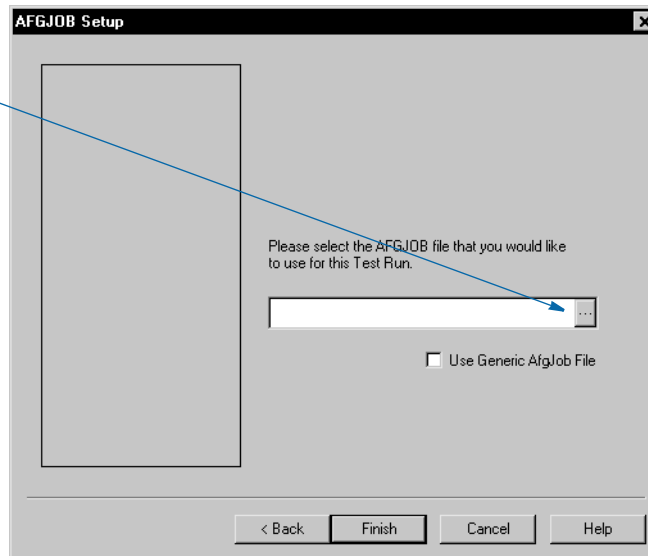 AFGJOB Setup
Please select the AFGJOB file that you would like
to use for this Test Run.
...
Use Generic AfgJob File
< Back
Finish
Cancel
Help